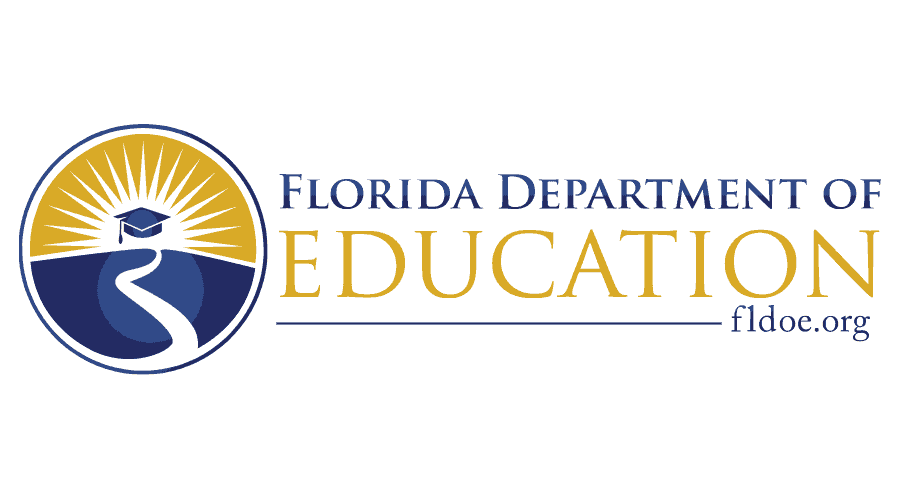 Florida Department of
EDUCATION
fldoe.org